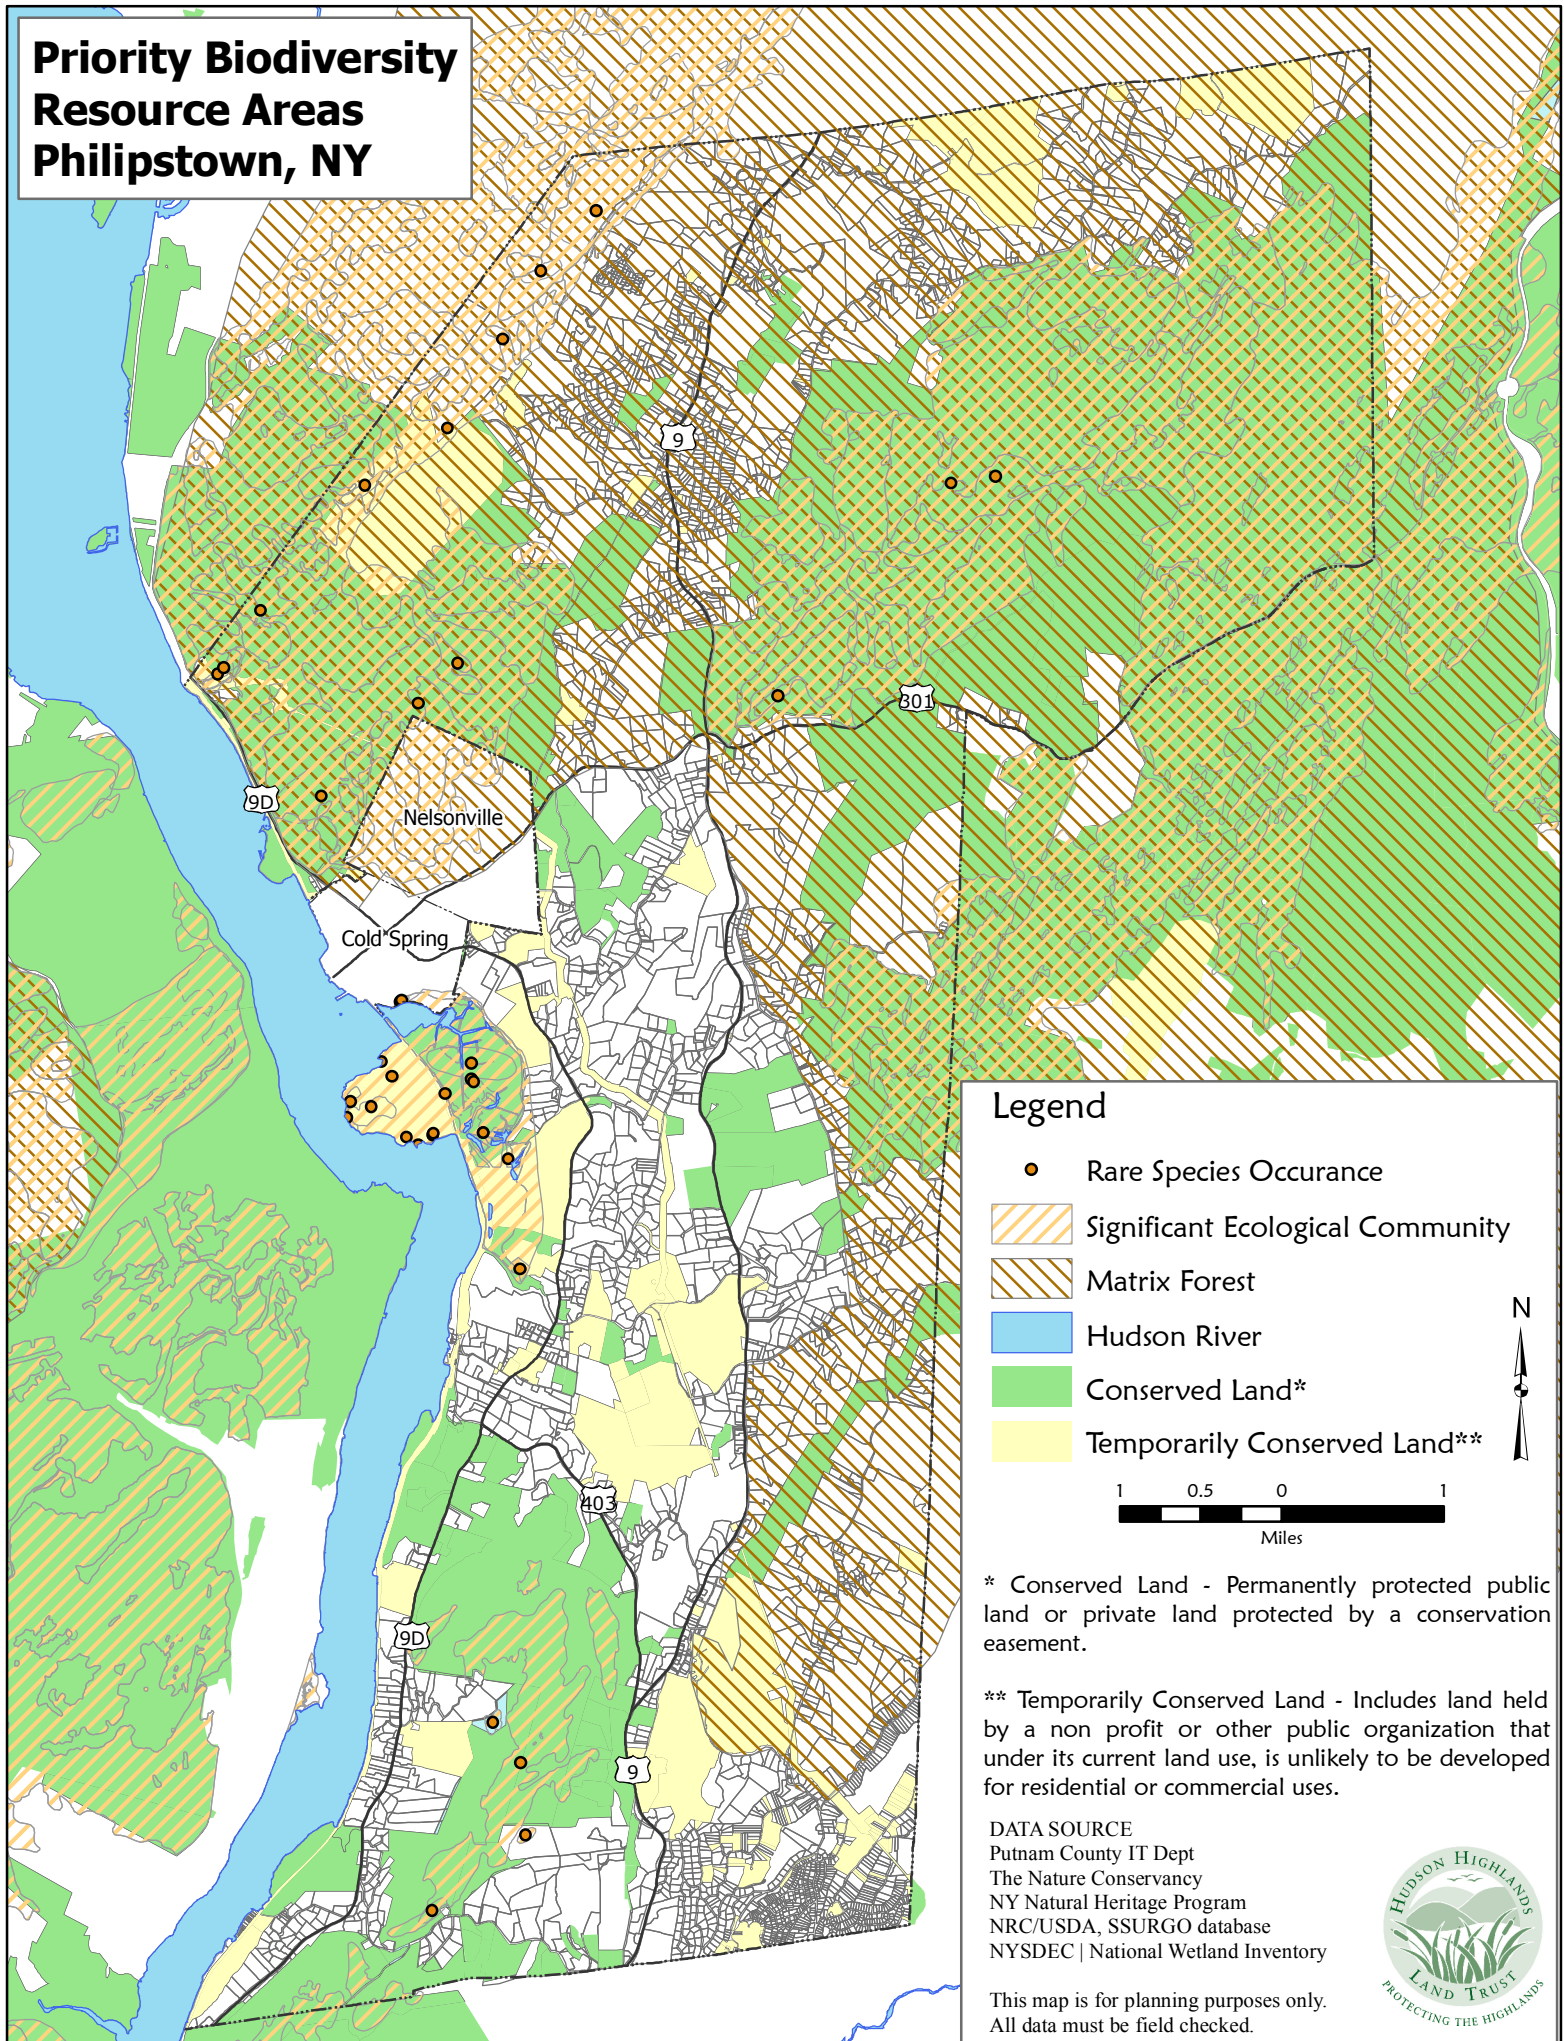 Priority Biodiversity
Resource Areas
Philipstown, NY
9
301
9D
Nelsonville
Cold Spring
403
9D
9
Legend
Rare Species Occurance
Significant Ecological Community
Matrix Forest
Hudson River
Conserved Land*
Temporarily Conserved Land**
N
1 0.5 0 1
Miles
* Conserved Land - Permanently protected public
land or private land protected by a conservation
easement.
** Temporarily Conserved Land - Includes land held
by a non profit or other public organization that
under its current land use, is unlikely to be developed
for residential or commercial uses.
DATA SOURCE
Putnam County IT Dept
The Nature Conservancy
NY Natural Heritage Program
NRC/USDA, SSURGO database
NYSDEC | National Wetland Inventory
This map is for planning purposes only.
All data must be field checked.
HUDSON HIGHLANDS
LAND TRUST
PROTECTING THE HIGHLANDS